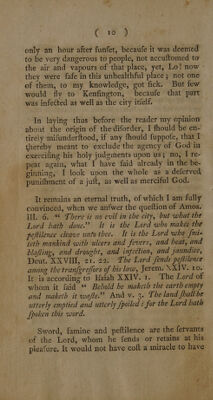 ( 10 )
only an hour after ſunſet, becauſe it was deemed
to be very dangerous to people, not accuſtomed to
the air and vapours of that place, yet, Lo! now
they were ſafe in this unhealthful place; not one
of them, to my knowledge, got ſick. But few
would fly to Kenſington, becauſe that part
was infected as well as the city itſelf.
In laying that before the reader my opinion
about the origin of the diſorder, I ſhould be en-
tirely miſunderſtood, if any ſhould ſuppoſe, that I
thereby meant to exclude the agency of God in
exerciſing his holy judgments upon us; no, I re-
peat again, what I have ſaid already in the be-
ginning, I look upon the whole as a deſerved
puniſhment of a juſt, as well as merciful God.
It remains an eternal truth, of which I am fully
convinced, when we anſwer the queſtion of Amos.
III. 6. “ There is no evil in the city, but what the
Lord hath done.” It is the Lord who makes the
peſtilence cleave unto thee. It is the Lord who ſmi-
teth mankind with ulcers and fevers, and heat, and
blaſting, and drought, and infection, and jaundice,
Deut. XXVIII, 21. 22. The Lord ſends peſtilence
among the tranſgreſſors of his law, Jerem. XXIV. 10.
It is according to Iſaiah XXIV. 1. The Lord of
whom it ſaid “ Behold he maketh the earth empty
and maketh it waſte.” And v. 3. The land ſhall be
utterly emptied and utterly ſpoiled : for the Lord hath
ſpoken this word.
Sword, famine and peſtilence are the ſervants
of the Lord, whom he ſends or retains at his
pleaſure. It would not have coſt a miracle to have